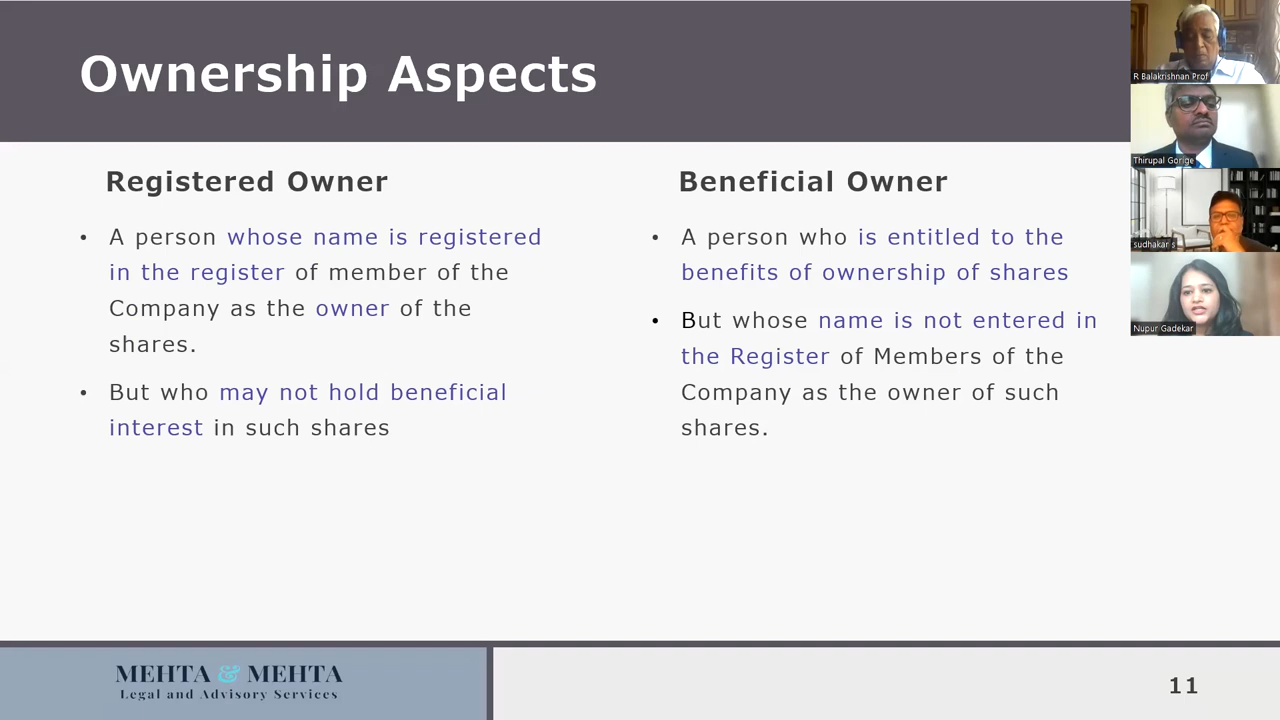 Ownership Aspects
Registered Owner
• A person whose name is registered
in the register of member of the
Company as the owner of the
shares.
• But who may not hold beneficial
interest in such shares
Beneficial Owner
• A person who is entitled to the
benefits of ownership of shares
• But whose name is not entered in
the Register of Members of the
Company as the owner of such
shares.
R Balakrishnan Prof
Thirupal Gorige
sudhakar s
Nupur Gadekar
MEHTA & MEHTA
Legal and Advisory Services
11